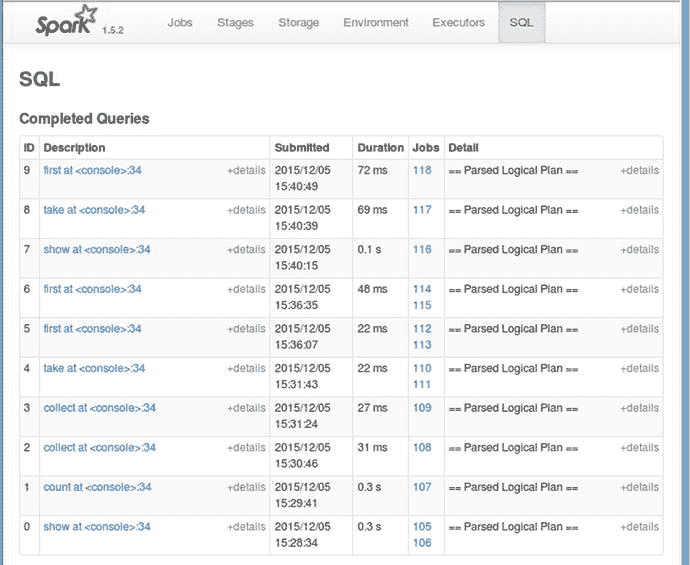 Spark 1.5.2 Jobs Stages Storage Environment Executors SQL
SQL
Completed Queries
ID Description Submitted Duration Jobs Detail
9 first at <console>:34 +details 2015/12/05 72 ms 118 == Parsed Logical Plan == +details
15:40:49
8 take at <console>:34 +details 2015/12/05 69 ms 117 == Parsed Logical Plan == +details
15:40:39
7 show at <console>:34 +details 2015/12/05 0.1 s 116 == Parsed Logical Plan == +details
15:40:15
6 first at <console>:34 +details 2015/12/05 48 ms 114 == Parsed Logical Plan == +details
15:36:35 115
5 first at <console>:34 +details 2015/12/05 22 ms 112 == Parsed Logical Plan == +details
15:36:07 113
4 take at <console>:34 +details 2015/12/05 22 ms 110 == Parsed Logical Plan == +details
15:31:43 111
3 collect at <console>:34 +details 2015/12/05 27 ms 109 == Parsed Logical Plan == +details
15:31:24
2 collect at <console>:34 +details 2015/12/05 31 ms 108 == Parsed Logical Plan == +details
15:30:46
1 count at <console>:34 +details 2015/12/05 0.3 s 107 == Parsed Logical Plan == +details
15:29:41
0 show at <console>:34 +details 2015/12/05 0.3 s 105 == Parsed Logical Plan == +details
15:28:34 106